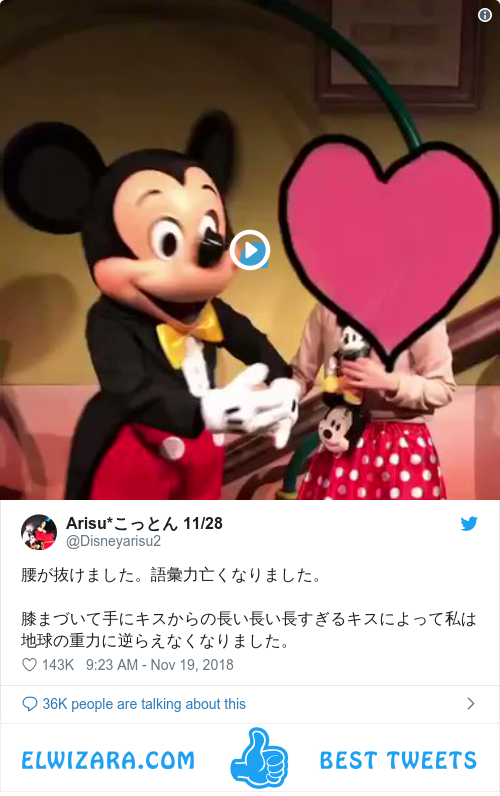 Arisu*こっとん 11/28
@Disneyarisu2
腰が抜けました。語彙力亡くなりました。
膝まづいて手にキスからの長い長い長すぎるキスによって私は
地球の重力に逆らえなくなりました。
143K 9:23 AM - Nov 19, 2018
36K people are talking about this
ELWIZARA.COM BEST TWEETS